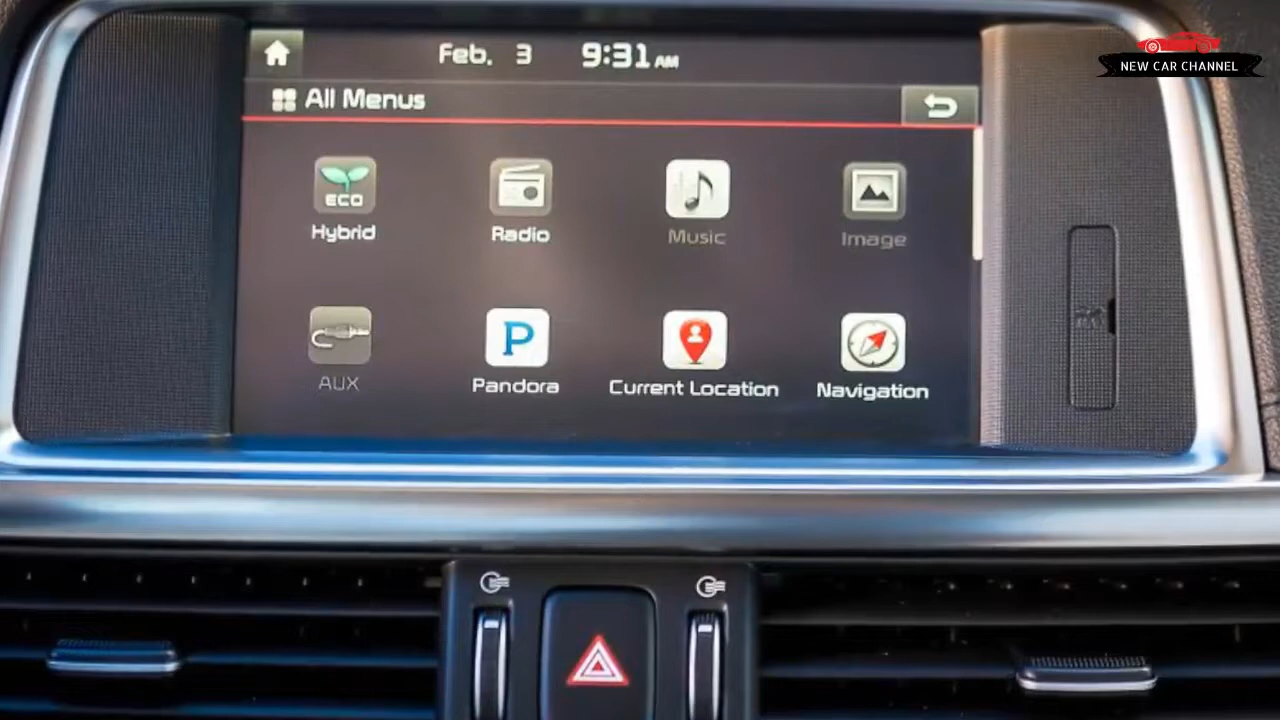 Feb. 3 9:31 AM
NEW CAR CHANNEL
All Menus
ECO
Hybrid Radio Music Image
P
AUX Pandora Current Location Navigation